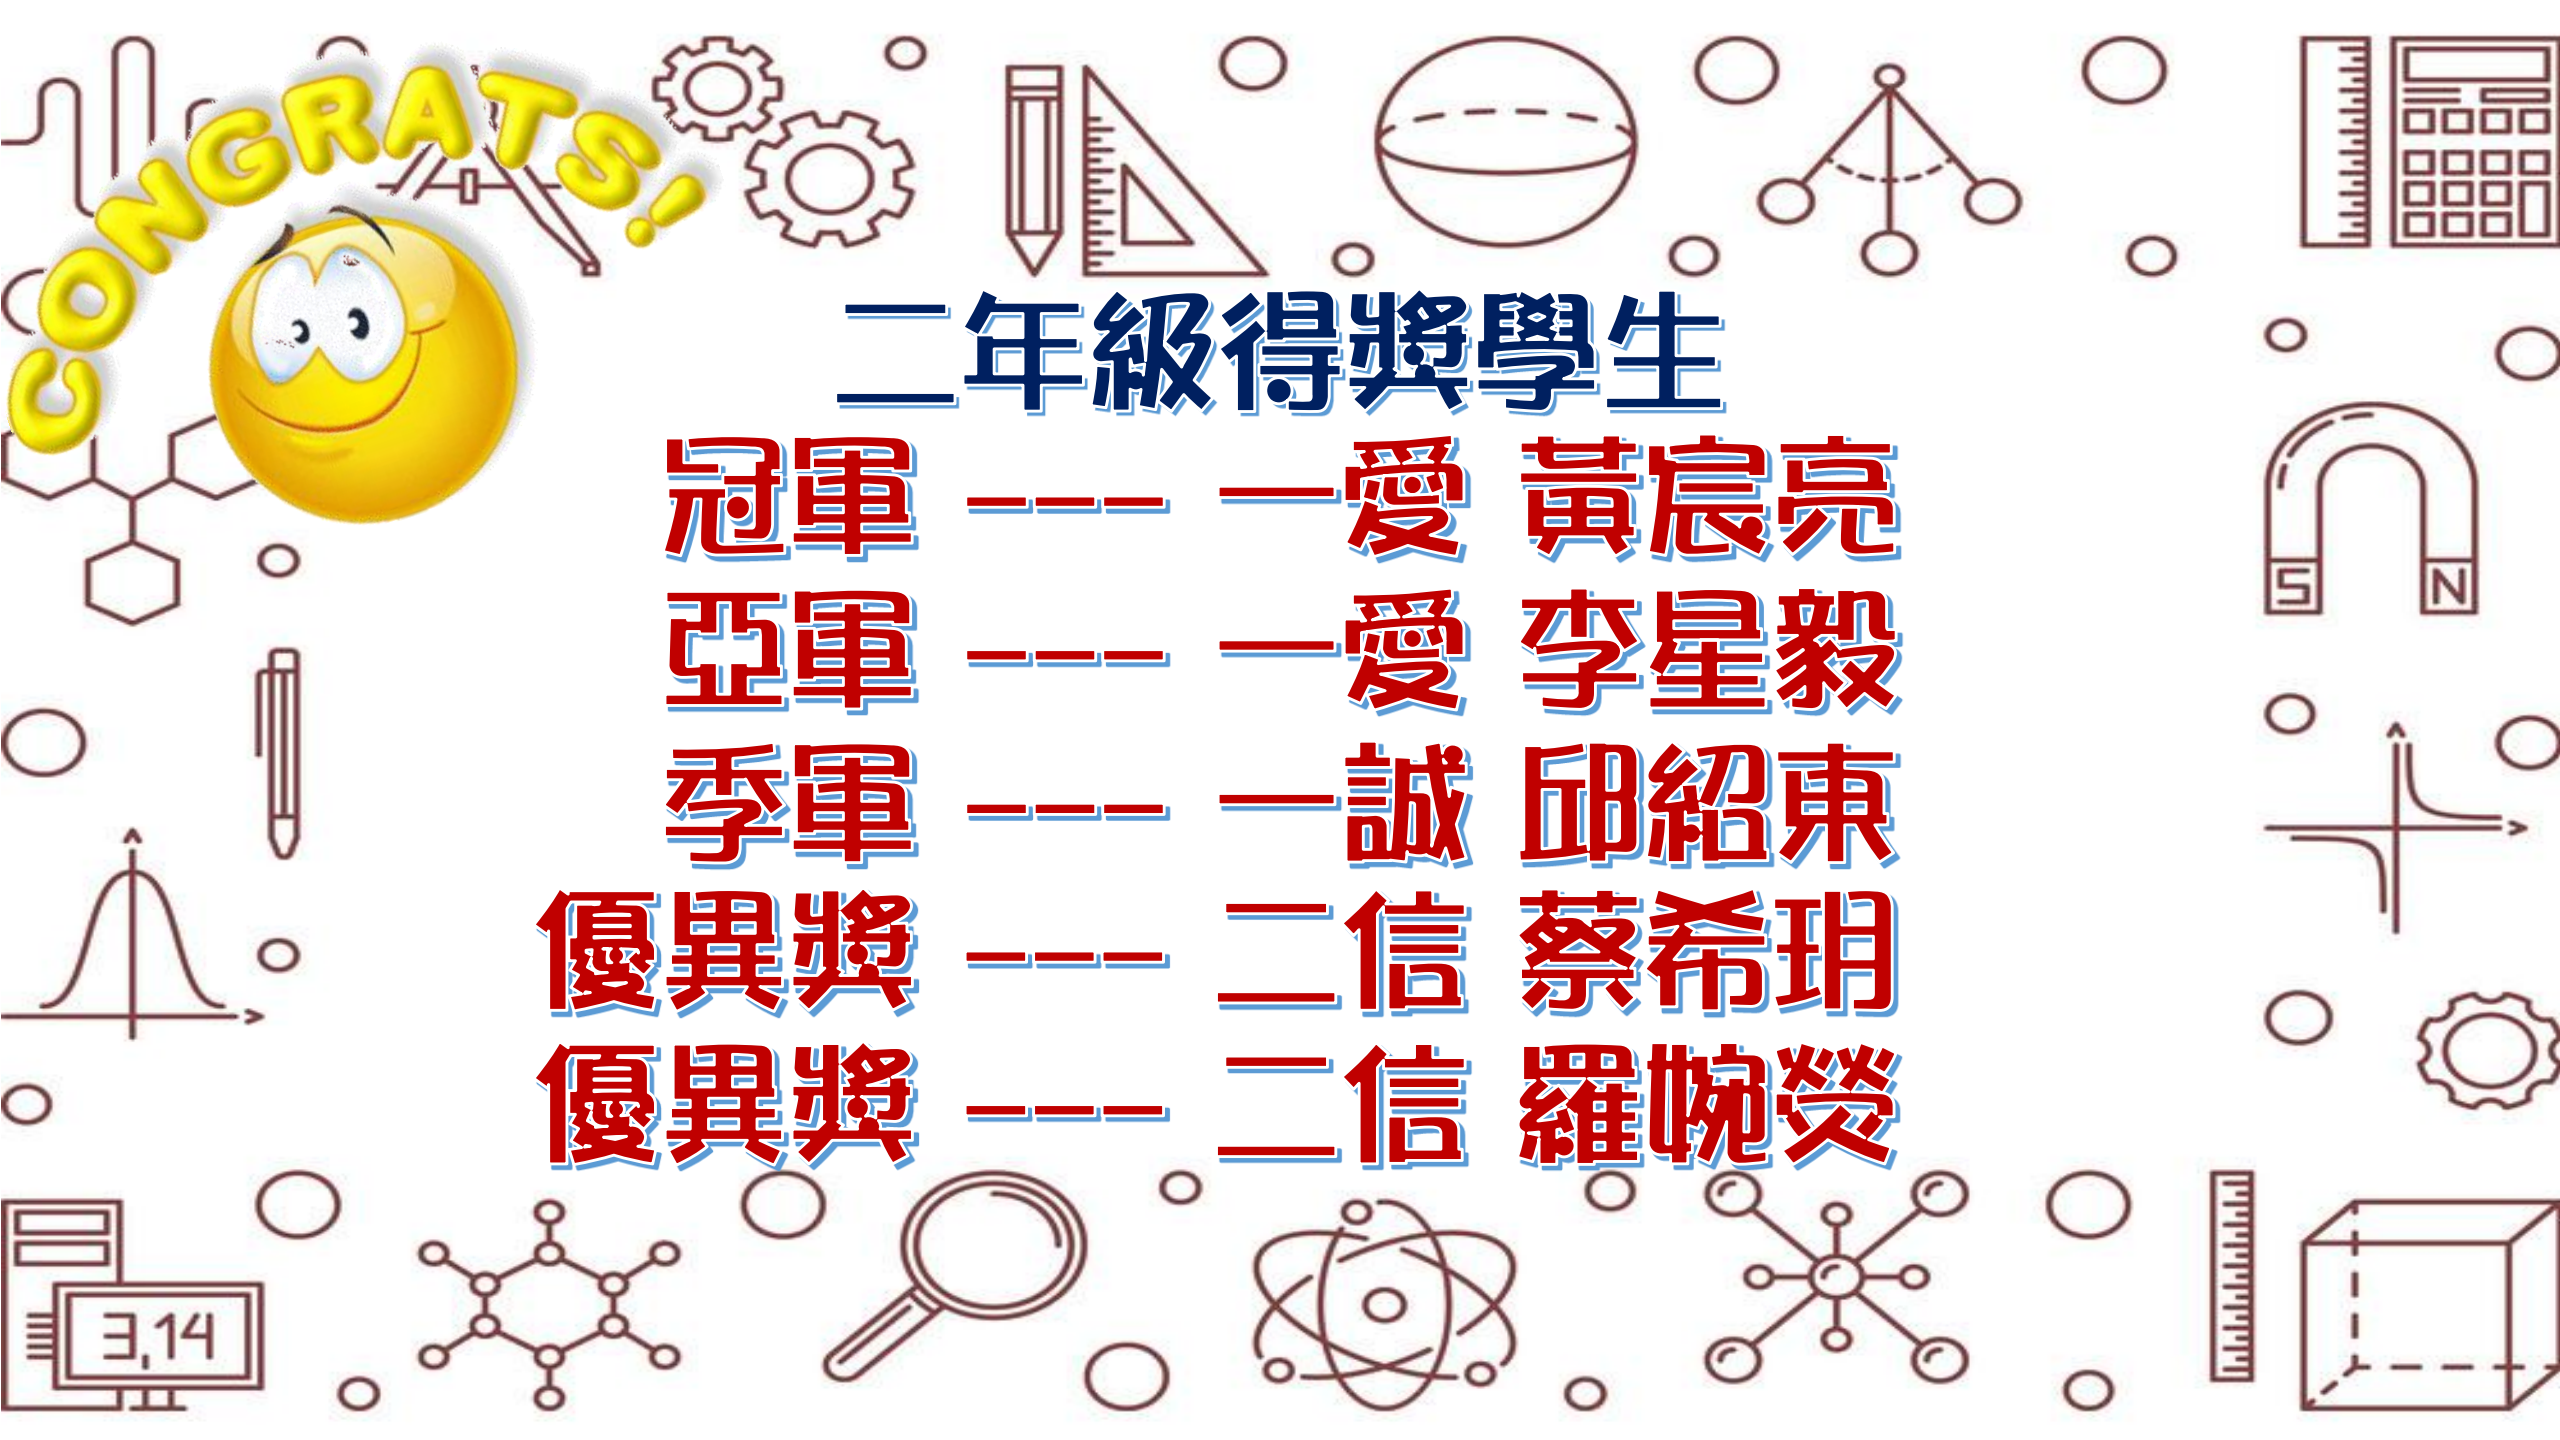 CONGRATS!
二年級得獎學生
冠軍 --- 一愛 黃宸亮
亞軍 --- 一愛 李星毅
季軍 --- 一誠 邱紹東
優異獎 --- 二信 蔡希玥
優異獎 --- 二信 羅婉熒
S N
3,14